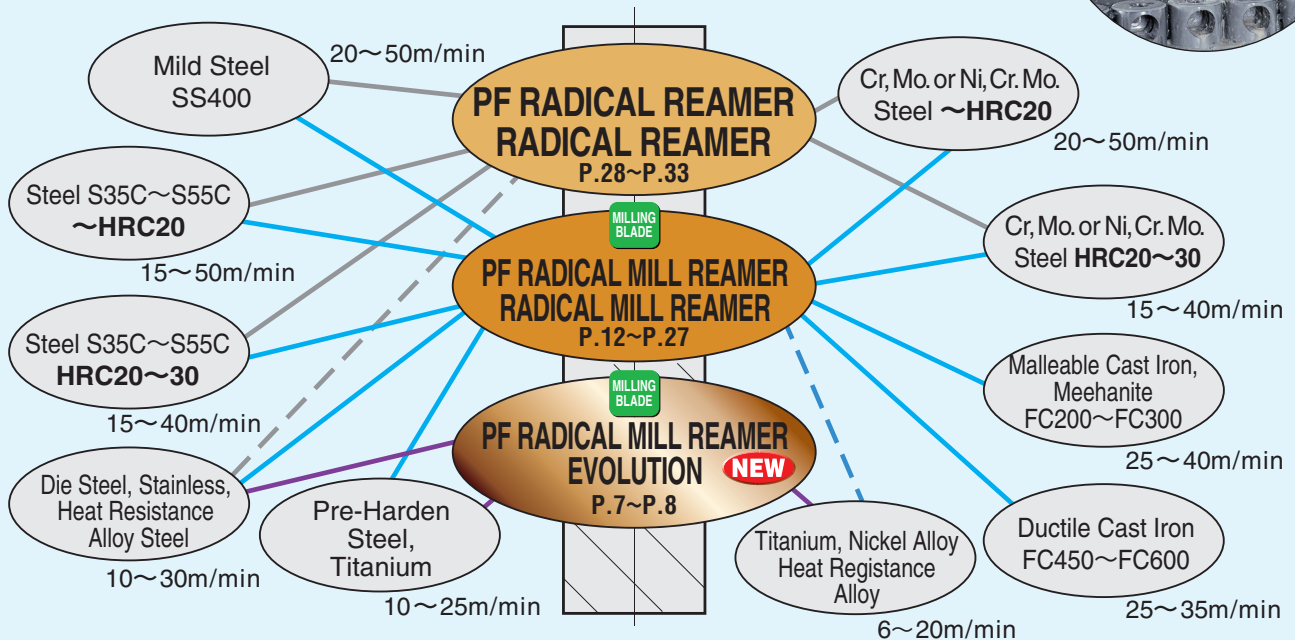 20～50m/min
Mild Steel
SS400
PF RADICAL REAMER
RADICAL REAMER
P.28~P.33
Cr, Mo. or Ni, Cr. Mo.
Steel ～HRC20
20～50m/min
Steel S35C～S55C
～HRC20
15～50m/min
MILLING
BLADE
PF RADICAL MILL REAMER
RADICAL MILL REAMER
P.12~P.27
Cr, Mo. or Ni, Cr. Mo.
Steel HRC20～30
15～40m/min
Steel S35C～S55C
HRC20～30
15～40m/min
Malleable Cast Iron,
Meehanite
FC200～FC300
25～40m/min
MILLING
BLADE
PF RADICAL MILL REAMER
EVOLUTION
NEW
P.7~P.8
Die Steel, Stainless,
Heat Resistance
Alloy Steel
10～30m/min
Pre-Harden
Steel,
Titanium
10～25m/min
Titanium, Nickel Alloy
Heat Registance
Alloy
6～20m/min
Ductile Cast Iron
FC450～FC600
25～35m/min